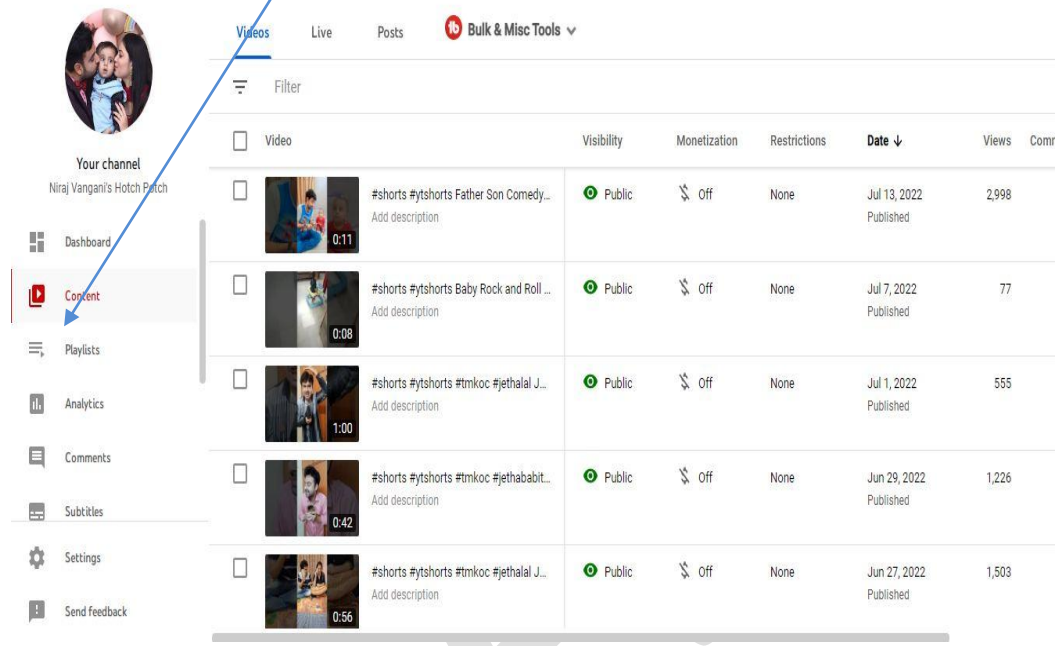 Videos Live Posts Bulk & Misc Tools
Filter
Video Visibility Monetization Restrictions Date ↓ Views Comm
Your channel
Niraj Vangani's Hotch Potch
Dashboard
Content
Playlists
Analytics
Comments
Subtitles
Settings
Send feedback
#shorts #ytshorts Father Son Comedy... Public Off None Jul 13, 2022 2,998
Add description Published
0:11
#shorts #ytshorts Baby Rock and Roll ... Public Off None Jul 7, 2022 77
Add description Published
0:08
#shorts #ytshorts #tmkoc #jethalal J... Public Off None Jul 1, 2022 555
Add description Published
1:00
#shorts #ytshorts #tmkoc #jethababit... Public Off None Jun 29, 2022 1,226
Add description Published
0:42
#shorts #ytshorts #tmkoc #jethalal J... Public Off None Jun 27, 2022 1,503
Add description Published
0:56